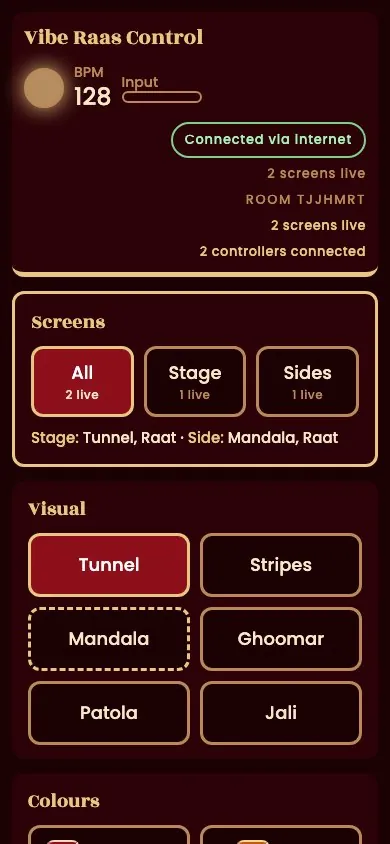 Vibe Raas Control
BPM
128
Input
Connected via internet
2 screens live
ROOM TJJHMRT
2 screens live
2 controllers connected
Screens
All
2 live
Stage
1 live
Sides
1 live
Stage: Tunnel, Raat · Side: Mandala, Raat
Visual
Tunnel
Stripes
Mandala
Ghoomar
Patola
Jali
Colours